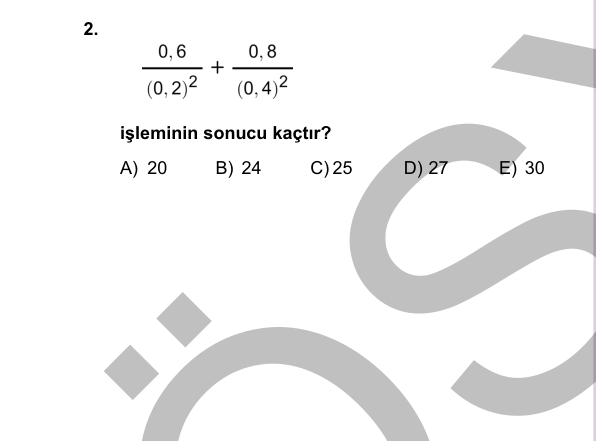 2.
0,6 / (0,2)² + 0,8 / (0,4)²
işleminin sonucu kaçtır?
A) 20 B) 24 C) 25 D) 27 E) 30